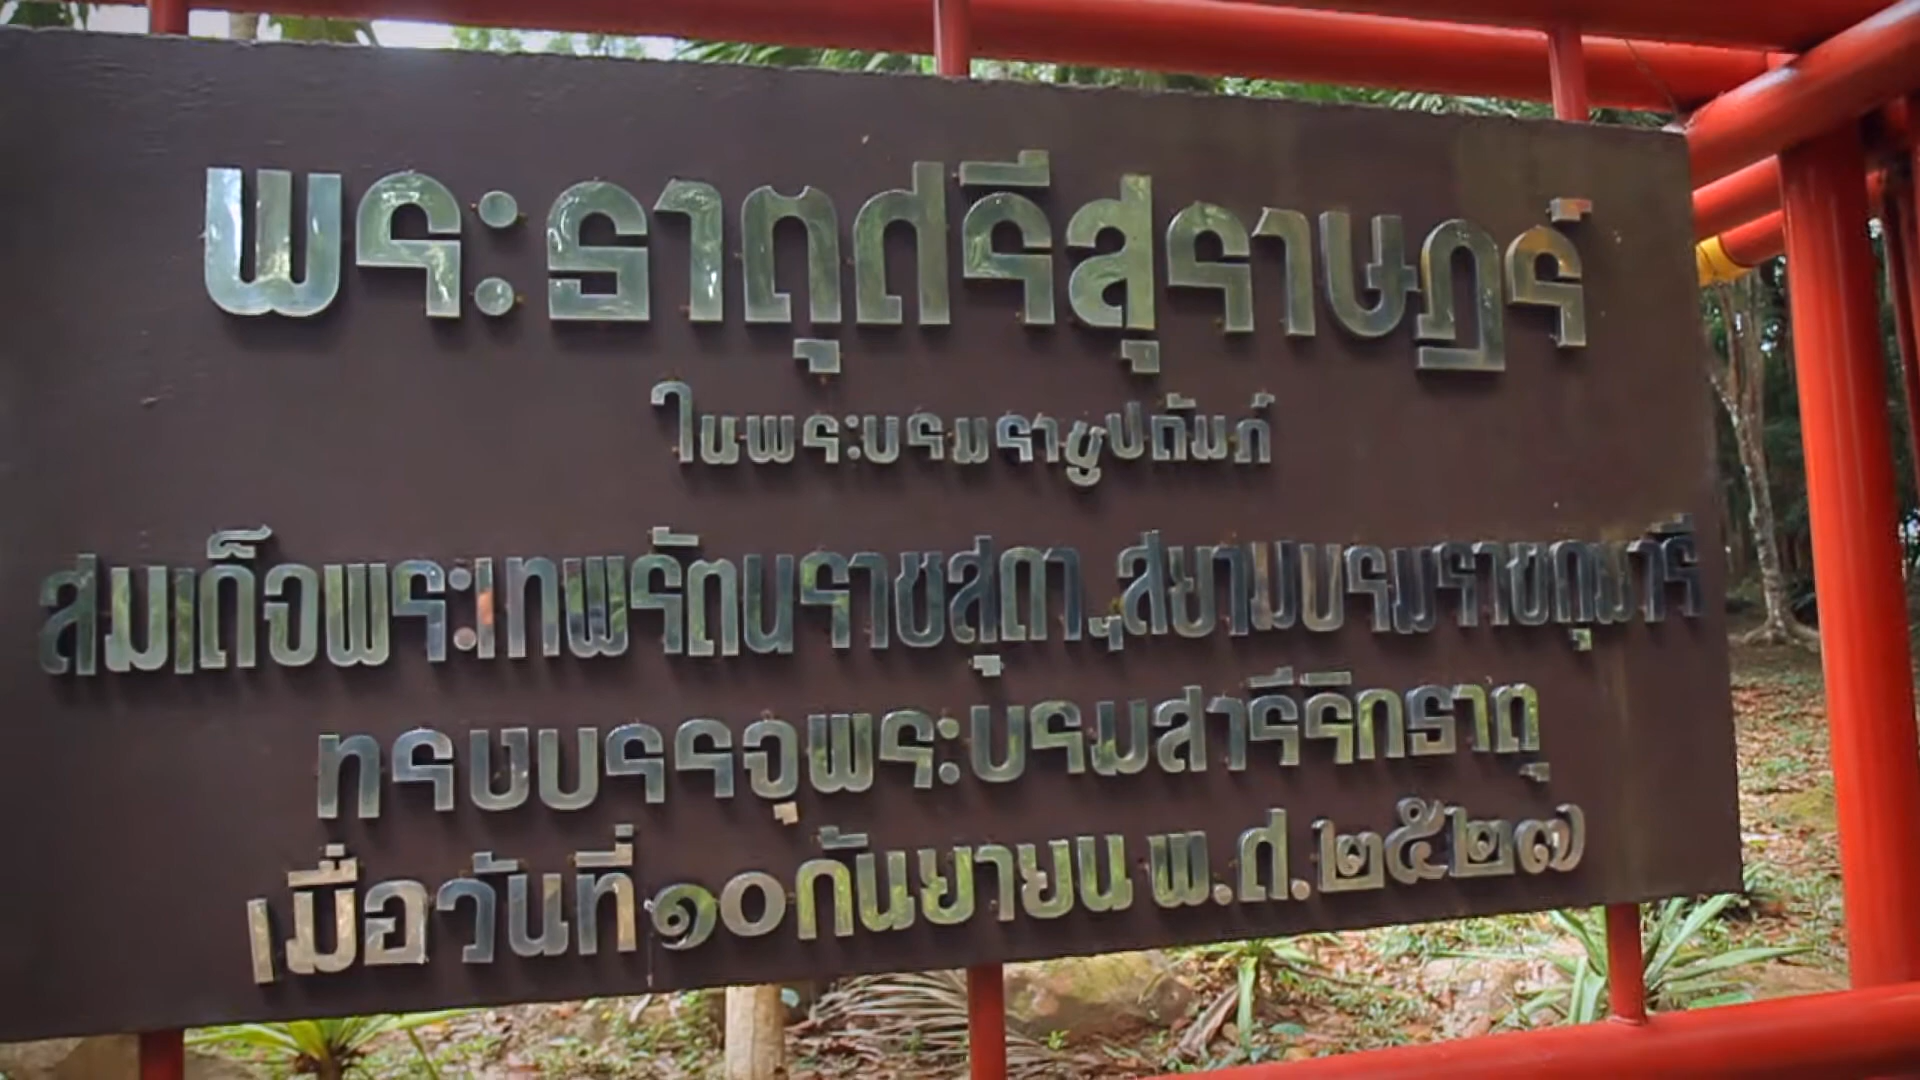 พระธาตุศรีสุราษฎร์
ในพระบรมราชูปถัมภ์
สมเด็จพระเทพรัตนราชสุดาฯสยามบรมราชกุมารี
ทรงบรรจุพระบรมสารีริกธาตุ
เมื่อวันที่ ๑๐ กันยายน พ.ศ.๒๕๒๗